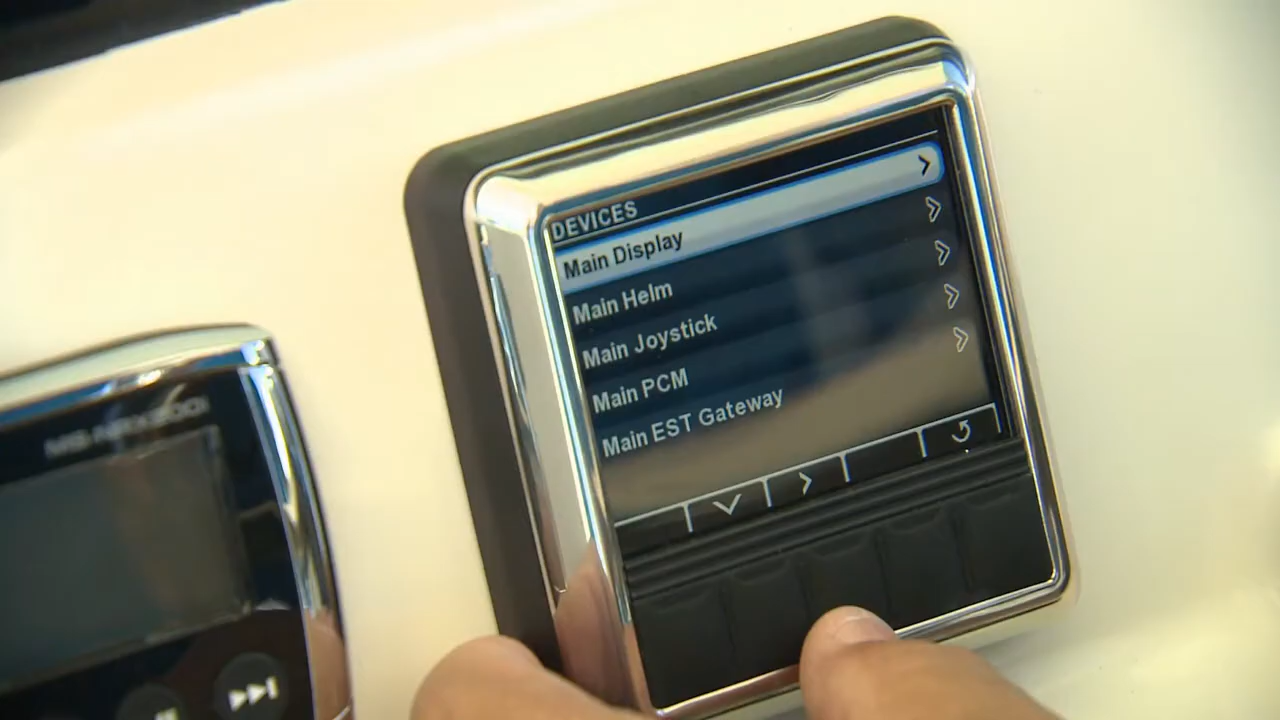 DEVICES
Main Display
Main Helm
Main Joystick
Main PCM
Main EST Gateway